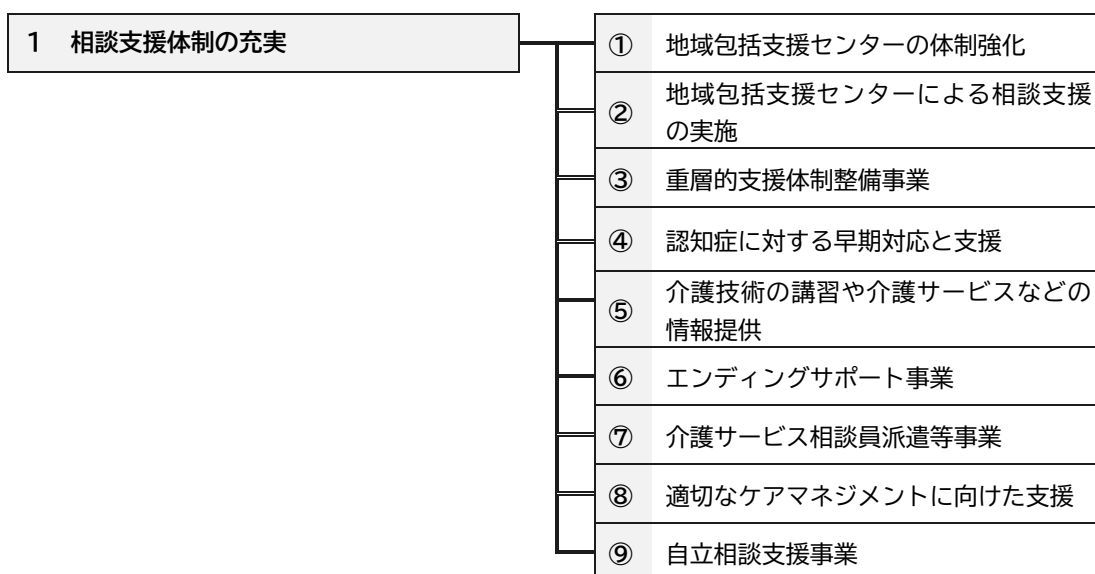 1 相談支援体制の充実
① 地域包括支援センターの体制強化
② 地域包括支援センターによる相談支援
の実施
③ 重層的支援体制整備事業
④ 認知症に対する早期対応と支援
⑤ 介護技術の講習や介護サービスなどの
情報提供
⑥ エンディングサポート事業
⑦ 介護サービス相談員派遣等事業
⑧ 適切なケアマネジメントに向けた支援
⑨ 自立相談支援事業